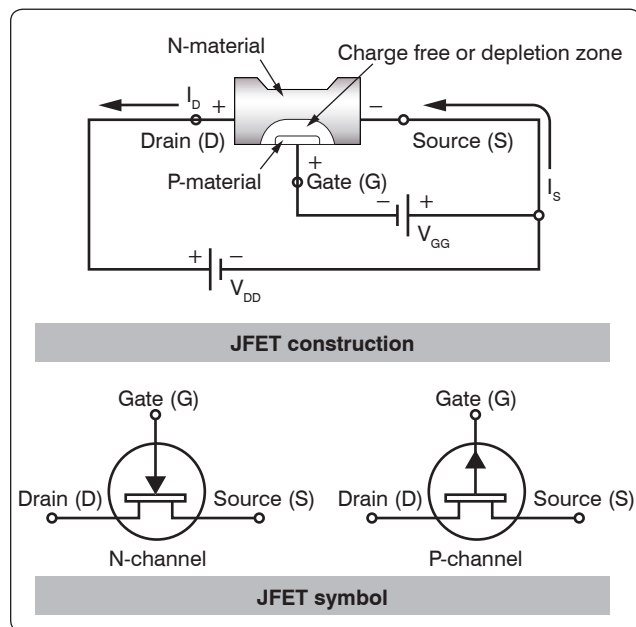 N-material
Charge free or depletion zone
I_D
+
−
Drain (D)
Source (S)
P-material
+
Gate (G)
I_S
−
+
V_GG
+
−
V_DD
JFET construction
Gate (G)
Gate (G)
Drain (D)
Source (S)
Drain (D)
Source (S)
N-channel
P-channel
JFET symbol